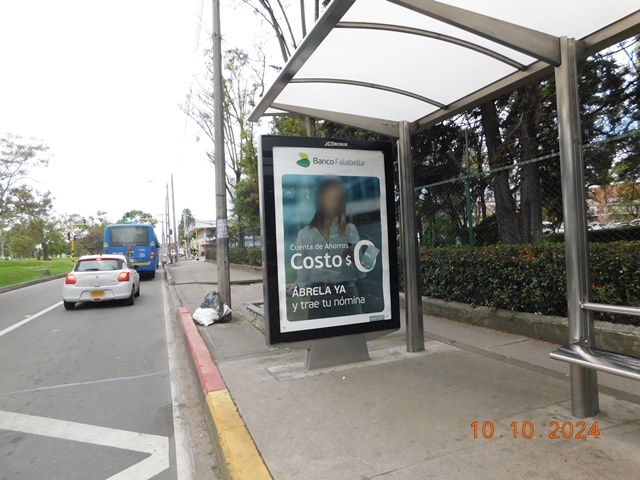 JCDecaux
Banco Falabella
Cuenta de Ahorros
Costo $0
ÁBRELA YA
y trae tu nómina
10.10.2024